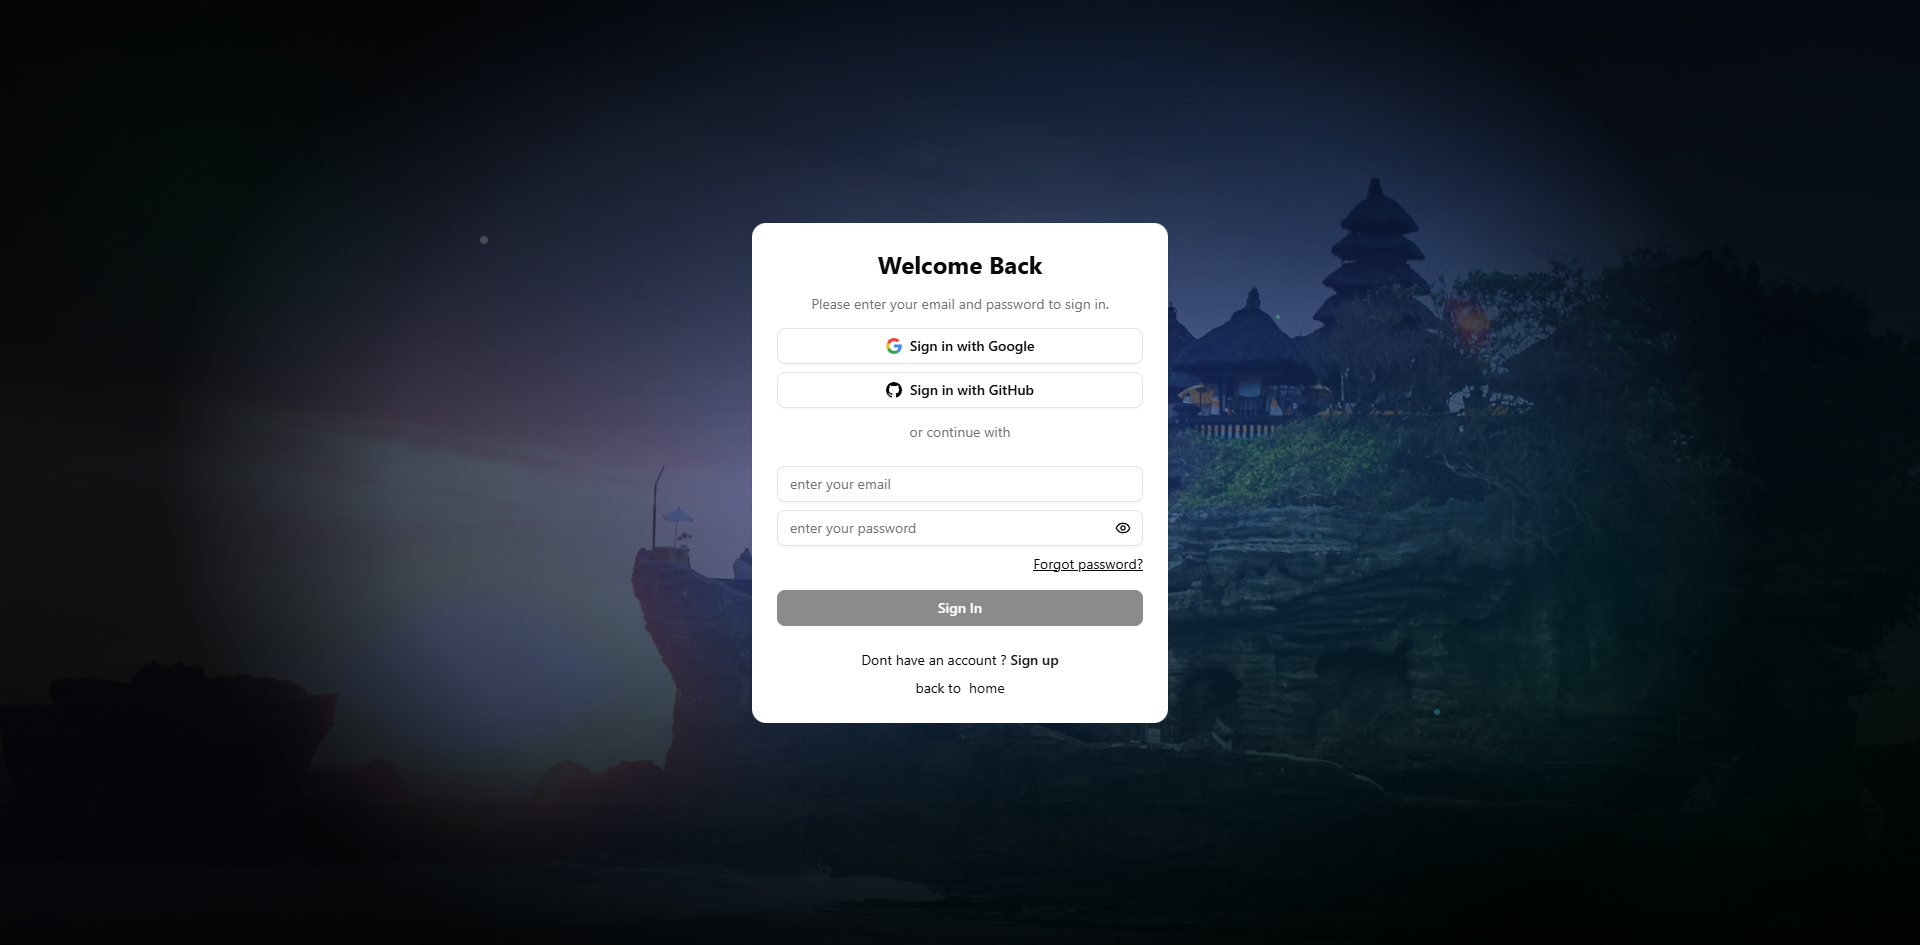 Welcome Back
Please enter your email and password to sign in.
Sign in with Google
Sign in with GitHub
or continue with
enter your email
enter your password
Forgot password?
Sign In
Dont have an account ? Sign up
back to home